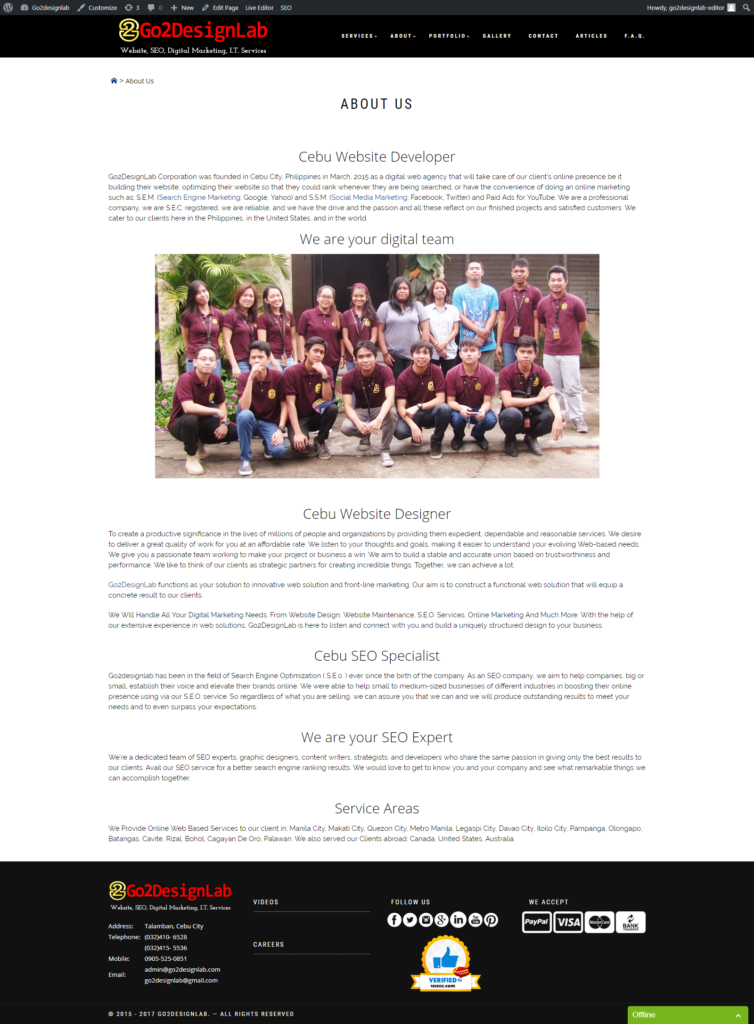 Go2designlab Customize 3 0 New Edit Page Live Editor SEO Howdy, go2designlab-editor
Go2DesignLab
Website, SEO, Digital Marketing, I.T. Services
SERVICES ABOUT PORTFOLIO GALLERY CONTACT ARTICLES F.A.Q.
> About Us
ABOUT US
Cebu Website Developer
Go2DesignLab Corporation was founded in Cebu City, Philippines in March, 2015 as a digital web agency that will take care of our client's online presence be it
building their website, optimizing their website so that they could rank whenever they are being searched, or have the convenience of doing an online marketing
such as: S.E.M. (Search Engine Marketing; Google, Yahoo) and S.S.M. (Social Media Marketing; Facebook, Twitter) and Paid Ads for YouTube. We are a professional
company, we are S.E.C. registered, we are reliable, and we have the drive and the passion and all these reflect on our finished projects and satisfied customers. We
cater to our clients here in the Philippines, in the United States, and in the world.
We are your digital team
Cebu Website Designer
To create a productive significance in the lives of millions of people and organizations by providing them expedient, dependable and reasonable services. We desire
to deliver a great quality of work for you at an affordable rate. We listen to your thoughts and goals, making it easier to understand your evolving Web-based needs.
We give you a passionate team working to make your project or business a win. We aim to build a stable and accurate union based on trustworthiness and
performance. We like to think of our clients as strategic partners for creating incredible things. Together, we can achieve a lot.
Go2DesignLab functions as your solution to innovative web solution and front-line marketing. Our aim is to construct a functional web solution that will equip a
concrete result to our clients.
We Will Handle All Your Digital Marketing Needs. From Website Design, Website Maintenance, S.E.O. Services, Online Marketing And Much More. With the help of
our extensive experience in web solutions, Go2DesignLab is here to listen and connect with you and build a uniquely structured design to your business.
Cebu SEO Specialist
Go2designlab has been in the field of Search Engine Optimization ( S.E.o. ) ever since the birth of the company. As an SEO company, we aim to help companies, big or
small, establish their voice and elevate their brands online. We were able to help small to medium-sized businesses of different industries in boosting their online
presence using via our S.E.O. service. So regardless of what you are selling, we can assure you that we can and we will produce outstanding results to meet your
needs and to even surpass your expectations.
We are your SEO Expert
We're a dedicated team of SEO experts, graphic designers, content writers, strategists, and developers who share the same passion in giving only the best results to
our clients. Avail our SEO service for a better search engine ranking results. We would love to get to know you and your company and see what remarkable things we
can accomplish together.
Service Areas
We Provide Online Web Based Services to our client in: Manila City, Makati City, Quezon City, Metro Manila, Legaspi City, Davao City, Iloilo City, Pampanga, Olongapo,
Batangas, Cavite, Rizal, Bohol, Cagayan De Oro, Palawan. We also served our Clients abroad: Canada, United States, Australia.
Go2DesignLab
Website, SEO, Digital Marketing, I.T. Services
Address: Talamban, Cebu City
Telephone: (032)410- 6528
(032)415- 5536
Mobile: 0905-525-0851
Email: admin@go2designlab.com
go2designlab@gmail.com
VIDEOS
CAREERS
FOLLOW US
VERIFIED by
WE ACCEPT
PayPal VISA MasterCard BANK TRANSFER
© 2015 - 2017 GO2DESIGNLAB. — ALL RIGHTS RESERVED
Offline